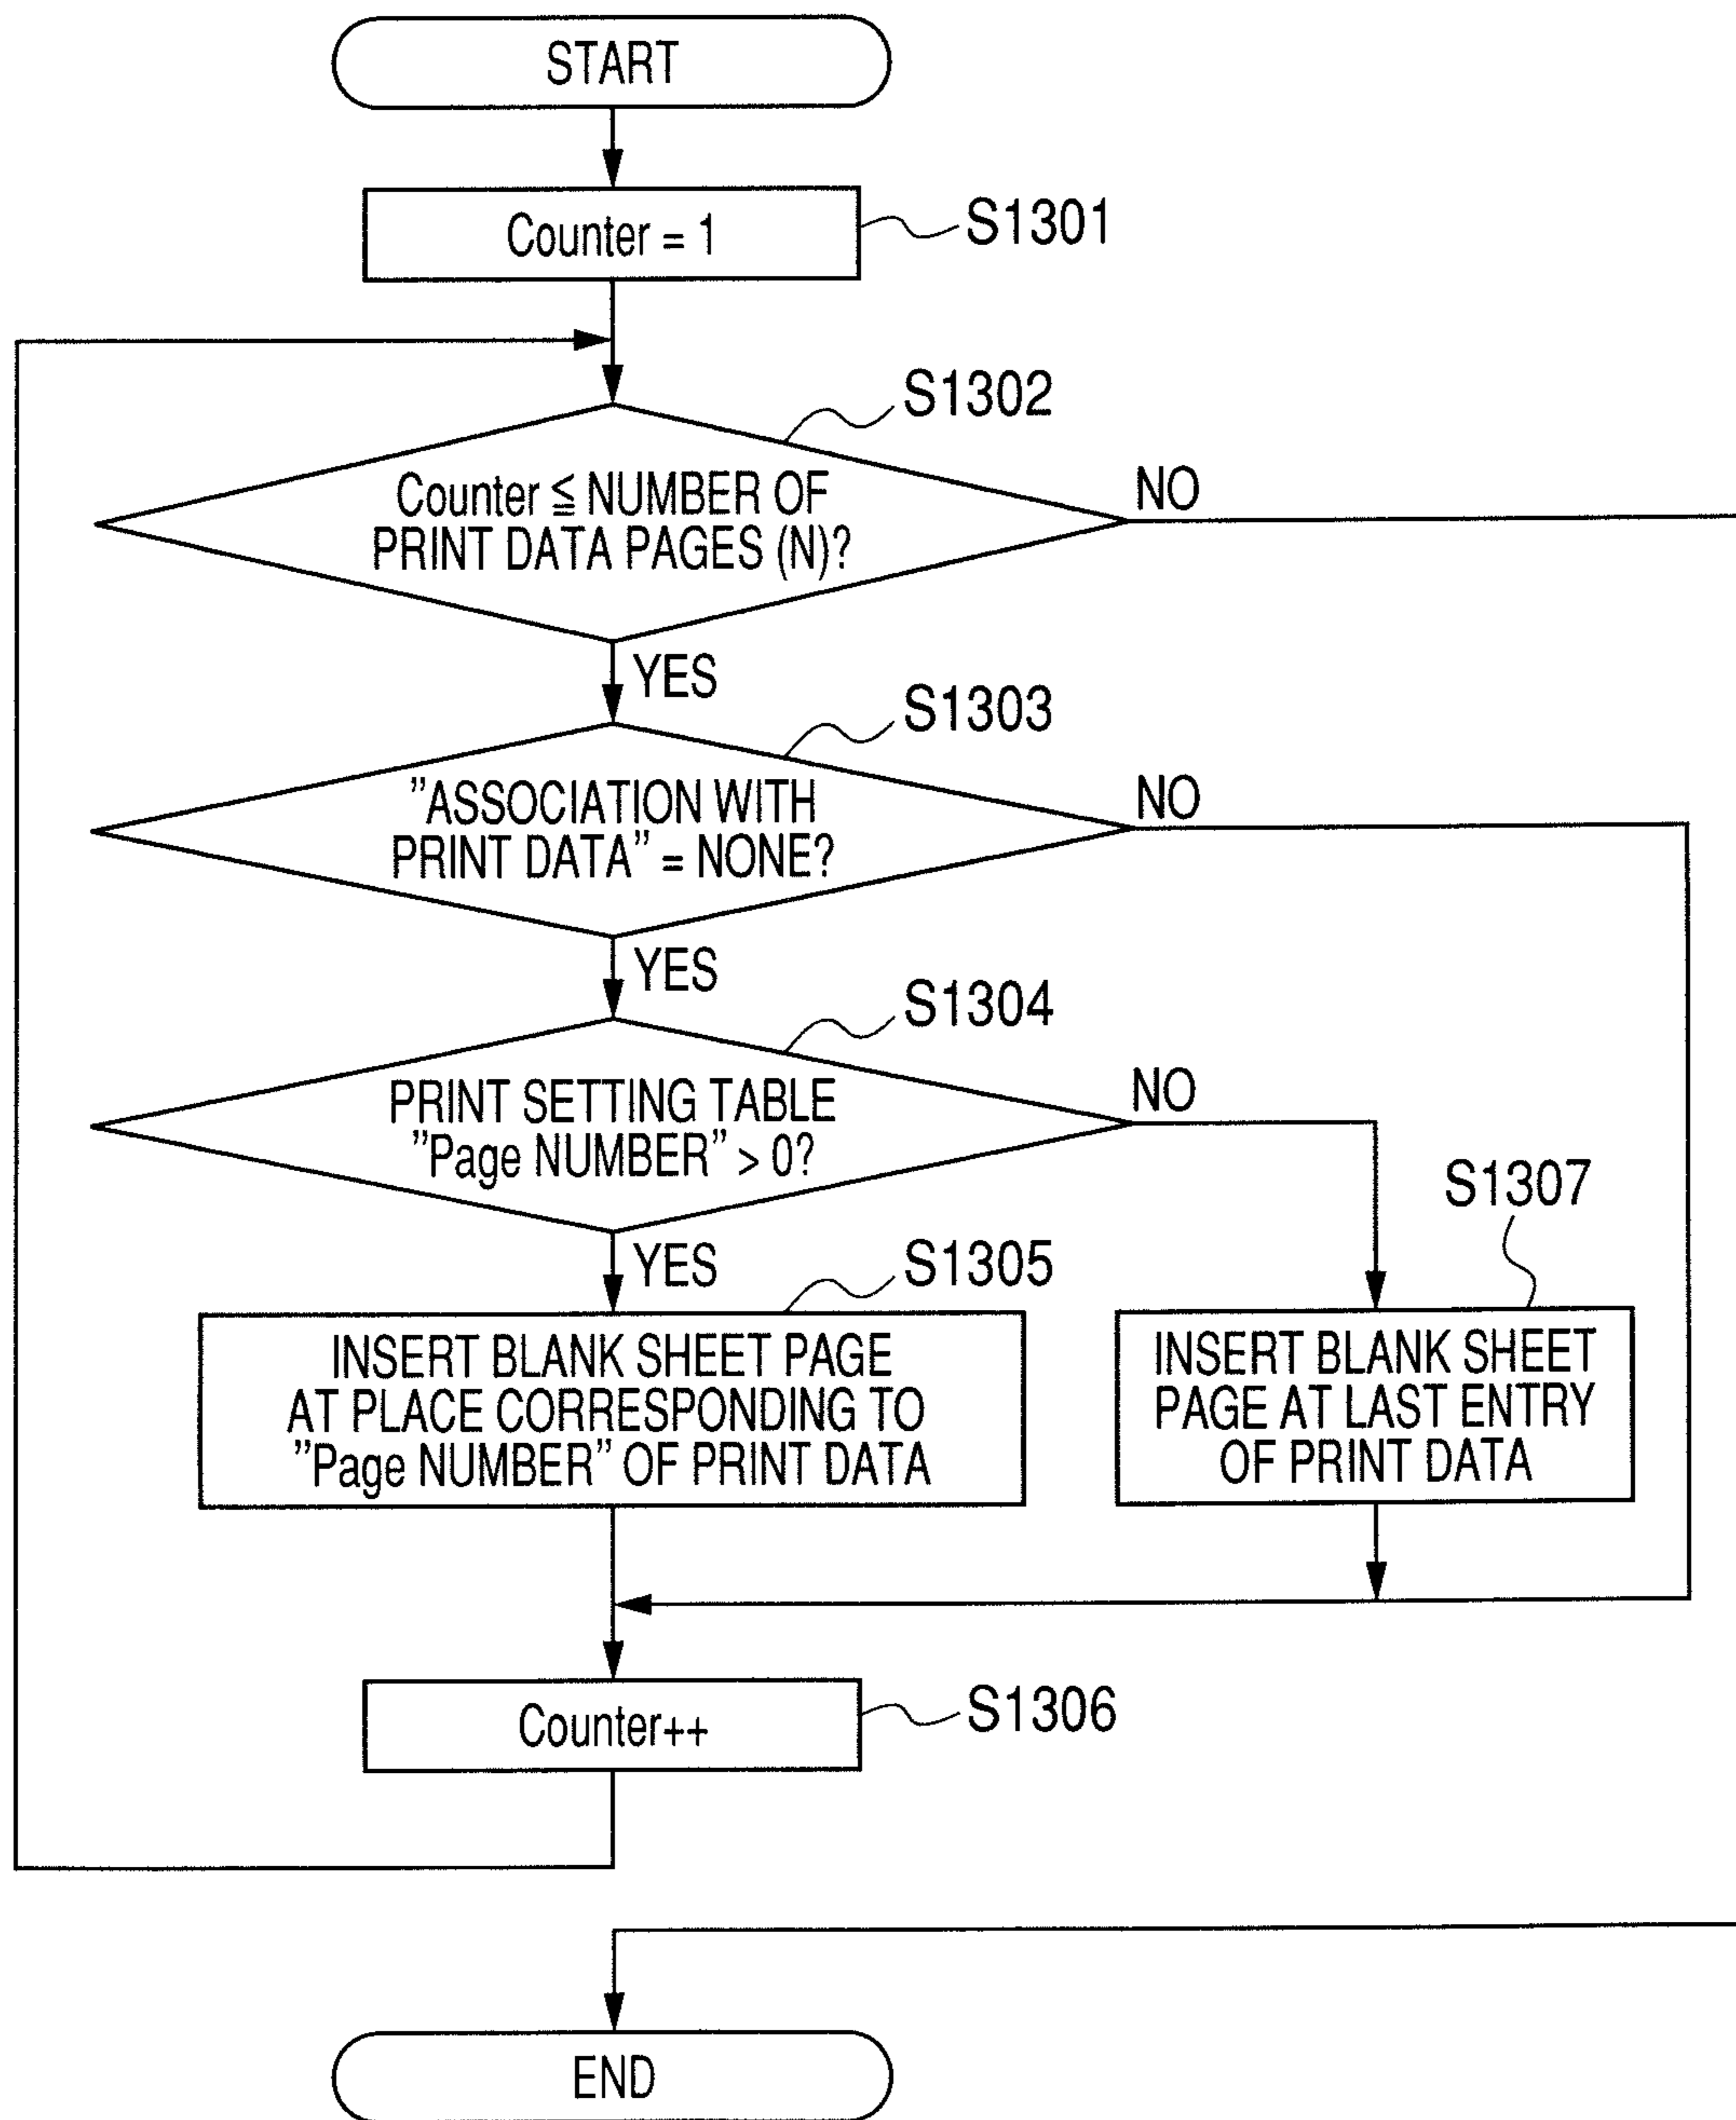 START
Counter = 1
S1301
S1302
Counter ≦ NUMBER OF
PRINT DATA PAGES (N)?
NO
YES
S1303
"ASSOCIATION WITH
PRINT DATA" = NONE?
NO
YES
S1304
PRINT SETTING TABLE
"Page NUMBER" > 0?
NO
S1307
YES
S1305
INSERT BLANK SHEET PAGE
AT PLACE CORRESPONDING TO
"Page NUMBER" OF PRINT DATA
INSERT BLANK SHEET
PAGE AT LAST ENTRY
OF PRINT DATA
Counter++
S1306
END